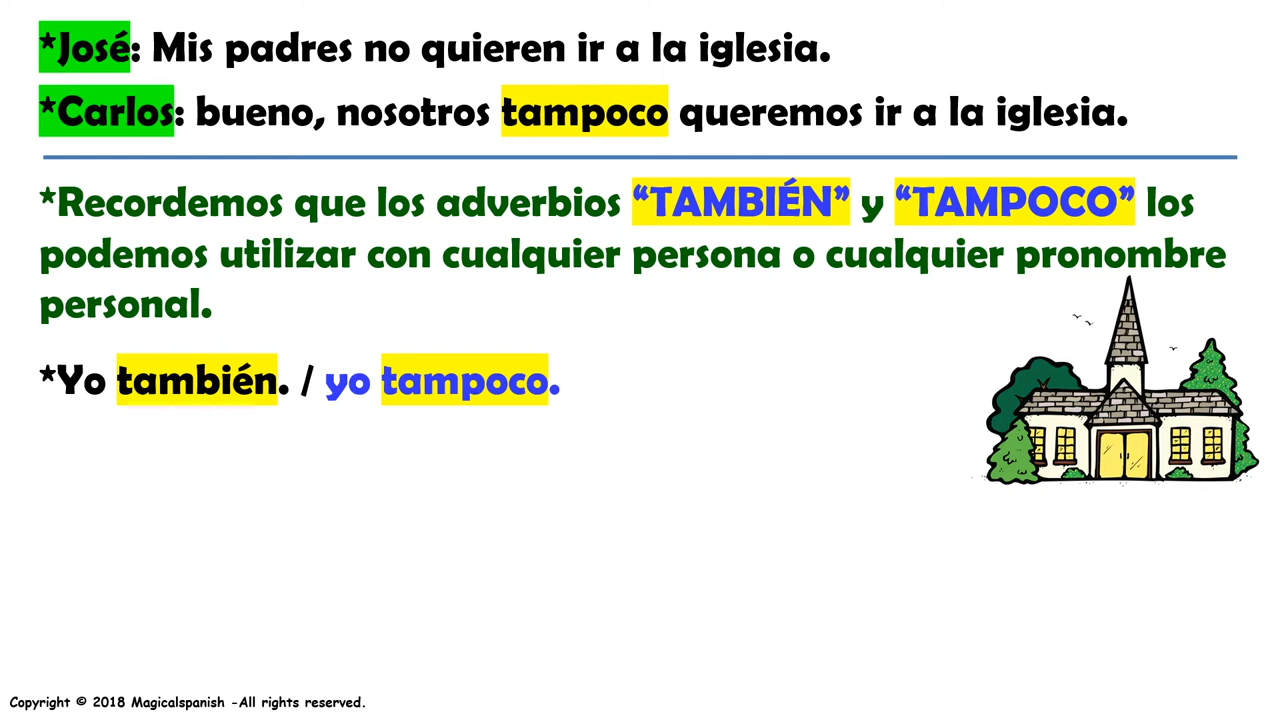 *José: Mis padres no quieren ir a la iglesia.
*Carlos: bueno, nosotros tampoco queremos ir a la iglesia.
*Recordemos que los adverbios “TAMBIÉN” y “TAMPOCO” los
podemos utilizar con cualquier persona o cualquier pronombre
personal.
*Yo también. / yo tampoco.
Copyright © 2018 Magicalspanish -All rights reserved.